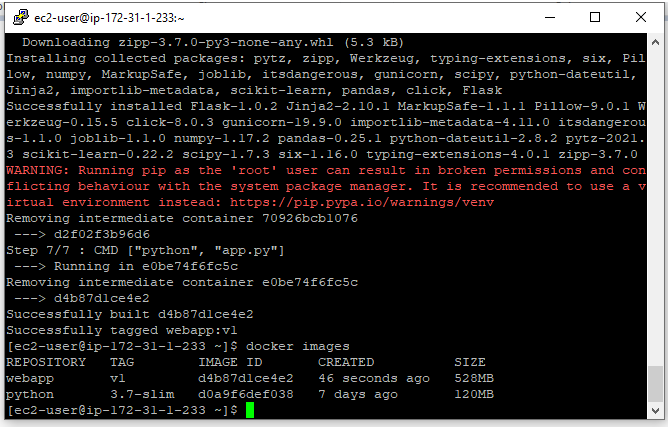 ec2-user@ip-172-31-1-233:~
  Downloading zipp-3.7.0-py3-none-any.whl (5.3 kB)
Installing collected packages: pytz, zipp, Werkzeug, typing-extensions, six, Pil
low, numpy, MarkupSafe, joblib, itsdangerous, gunicorn, scipy, python-dateutil,
Jinja2, importlib-metadata, scikit-learn, pandas, click, Flask
Successfully installed Flask-1.0.2 Jinja2-2.10.1 MarkupSafe-1.1.1 Pillow-9.0.1 W
erkzeug-0.15.5 click-8.0.3 gunicorn-19.9.0 importlib-metadata-4.11.0 itsdangerou
s-1.1.0 joblib-1.1.0 numpy-1.17.2 pandas-0.25.1 python-dateutil-2.8.2 pytz-2021.
3 scikit-learn-0.22.2 scipy-1.7.3 six-1.16.0 typing-extensions-4.0.1 zipp-3.7.0
WARNING: Running pip as the 'root' user can result in broken permissions and con
flicting behaviour with the system package manager. It is recommended to use a v
irtual environment instead: https://pip.pypa.io/warnings/venv
Removing intermediate container 70926bcb1076
 ---> d2f02f3b96d6
Step 7/7 : CMD ["python", "app.py"]
 ---> Running in e0be74f6fc5c
Removing intermediate container e0be74f6fc5c
 ---> d4b87d1ce4e2
Successfully built d4b87d1ce4e2
Successfully tagged webapp:v1
[ec2-user@ip-172-31-1-233 ~]$ docker images
REPOSITORY   TAG        IMAGE ID       CREATED          SIZE
webapp       v1         d4b87d1ce4e2   46 seconds ago   528MB
python       3.7-slim   d0a9f6def038   7 days ago       120MB
[ec2-user@ip-172-31-1-233 ~]$